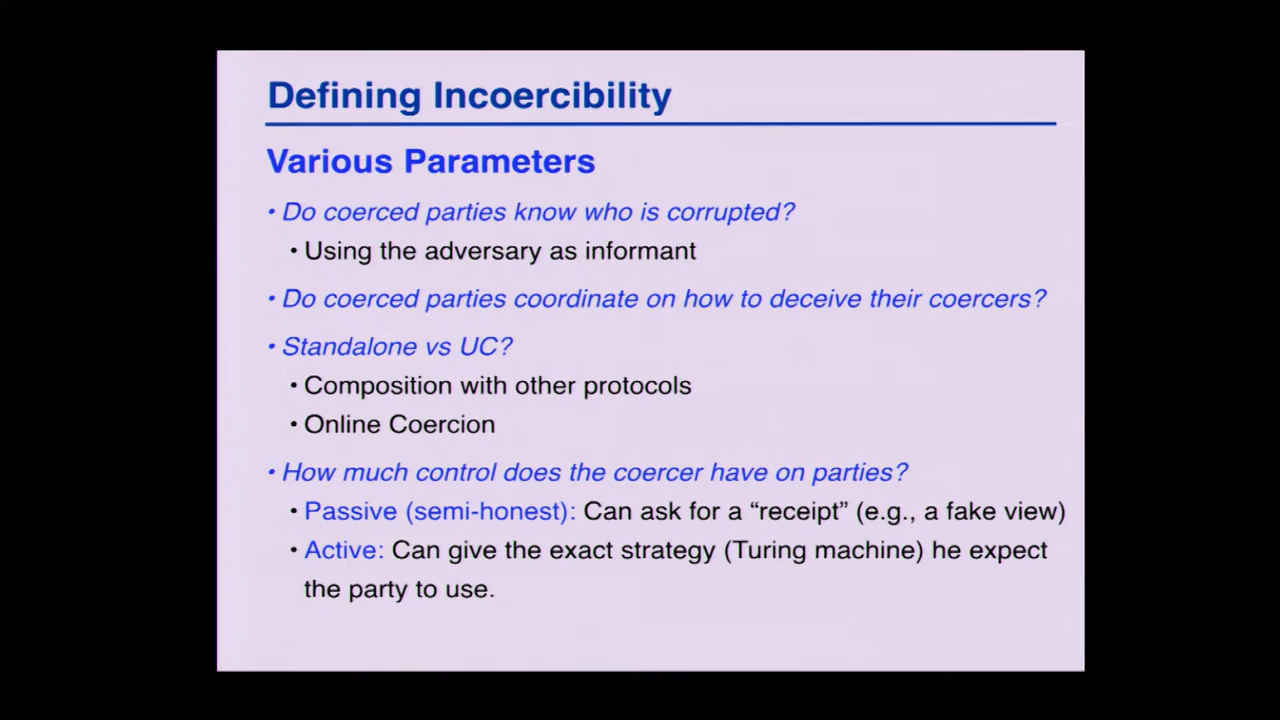 Defining Incoercibility
Various Parameters
• Do coerced parties know who is corrupted?
• Using the adversary as informant
• Do coerced parties coordinate on how to deceive their coercers?
• Standalone vs UC?
• Composition with other protocols
• Online Coercion
• How much control does the coercer have on parties?
• Passive (semi-honest): Can ask for a “receipt” (e.g., a fake view)
• Active: Can give the exact strategy (Turing machine) he expect
the party to use.